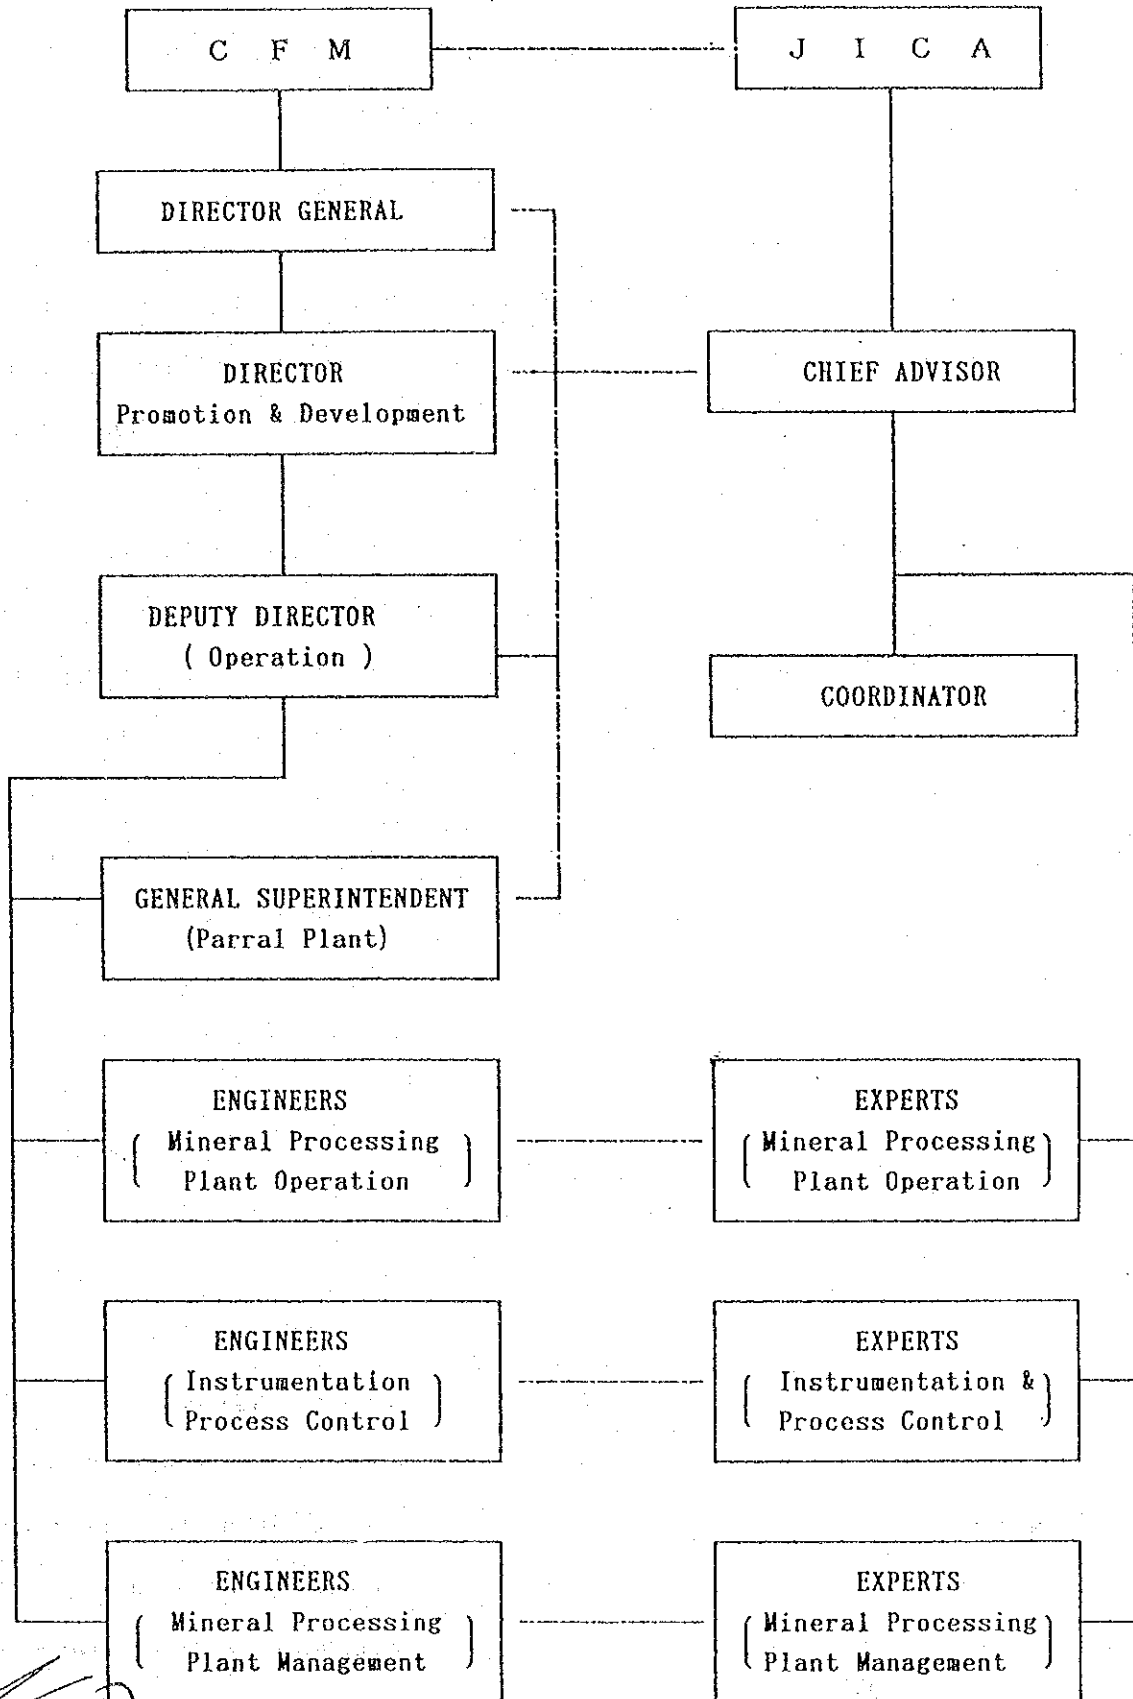 C F M
J I C A
DIRECTOR GENERAL
DIRECTOR
Promotion & Development
CHIEF ADVISOR
DEPUTY DIRECTOR
( Operation )
COORDINATOR
GENERAL SUPERINTENDENT
(Parral Plant)
ENGINEERS
Mineral Processing
Plant Operation
EXPERTS
Mineral Processing
Plant Operation
ENGINEERS
Instrumentation
Process Control
EXPERTS
Instrumentation &
Process Control
ENGINEERS
Mineral Processing
Plant Management
EXPERTS
Mineral Processing
Plant Management